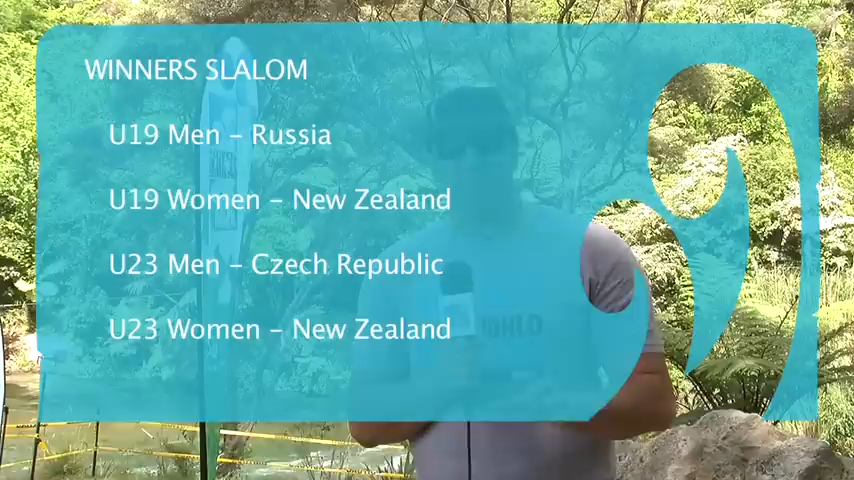 WINNERS SLALOM
U19 Men - Russia
U19 Women - New Zealand
U23 Men - Czech Republic
U23 Women - New Zealand